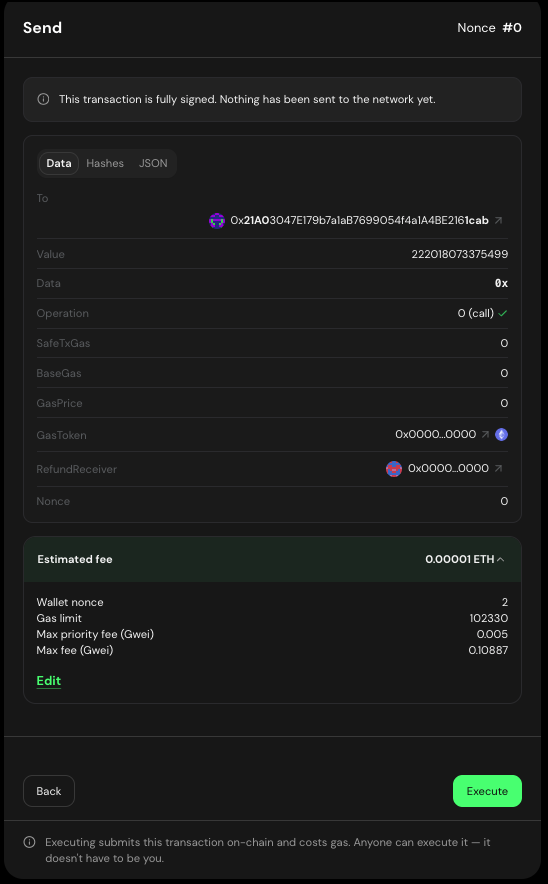 Send
Nonce #0
This transaction is fully signed. Nothing has been sent to the network yet.
Data Hashes JSON
To
0x21A03047E179b7a1aB7699054f4a1A4BE21611cab
Value 222018073375499
Data 0x
Operation 0 (call)
SafeTxGas 0
BaseGas 0
GasPrice 0
GasToken 0x0000...0000
RefundReceiver 0x0000...0000
Nonce 0
Estimated fee 0.00001 ETH
Wallet nonce 2
Gas limit 102330
Max priority fee (Gwei) 0.005
Max fee (Gwei) 0.10887
Edit
Back Execute
Executing submits this transaction on-chain and costs gas. Anyone can execute it — it
doesn't have to be you.